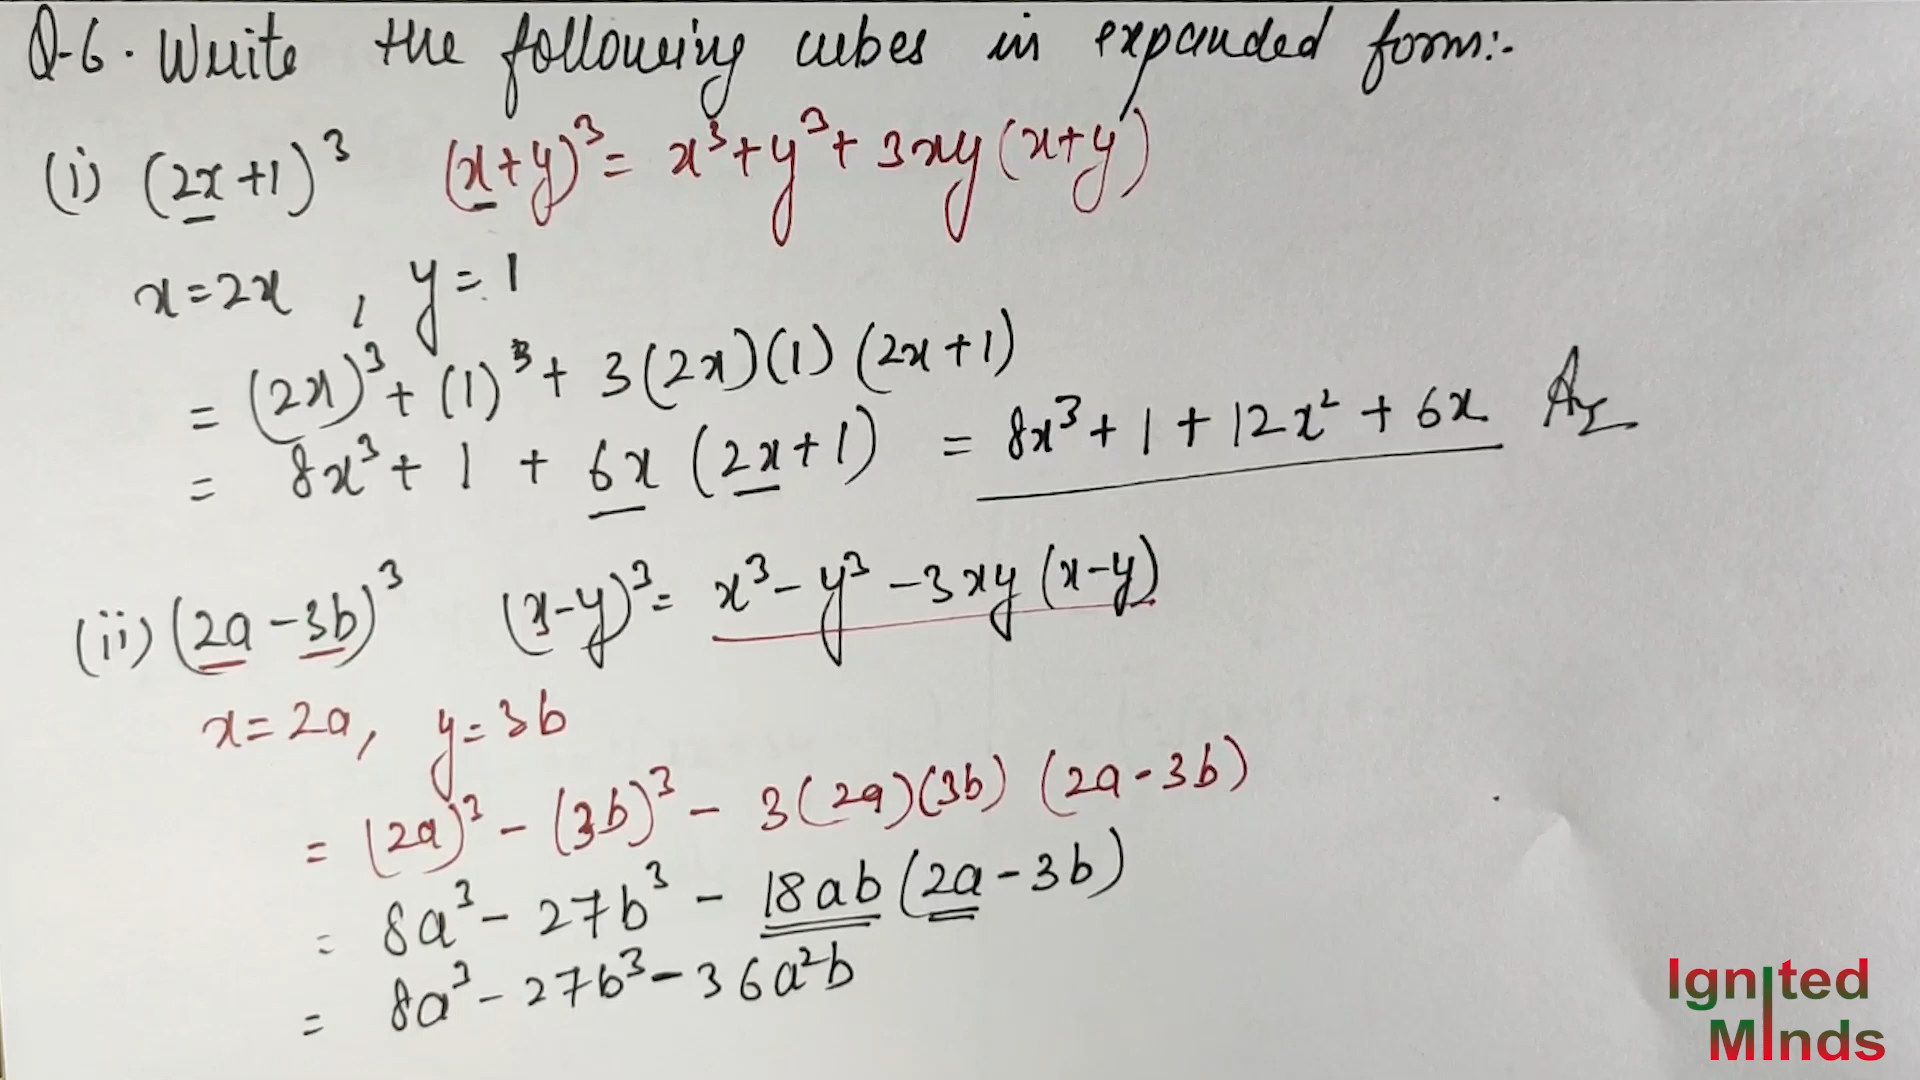 Q-6. Write the following cubes in expanded form:-
(i) (2x+1)³ (x+y)³ = x³+y³+3xy(x+y)
x=2x , y=1
= (2x)³+(1)³+3(2x)(1)(2x+1)
= 8x³+1+6x(2x+1) = 8x³+1+12x²+6x Ans
(ii) (2a-3b)³ (x-y)³= x³-y³-3xy(x-y)
x=2a, y=3b
= (2a)³-(3b)³-3(2a)(3b)(2a-3b)
= 8a³-27b³-18ab(2a-3b)
= 8a³-27b³-36a²b
Ignited
Minds